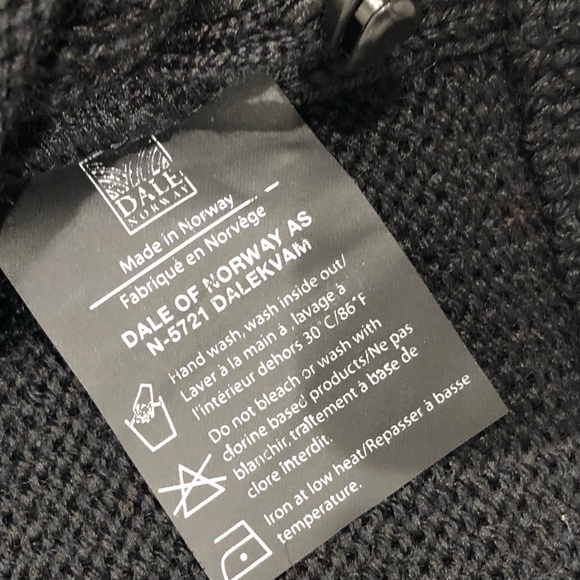 DALE
NORWAY
Made in Norway
Fabriqué en Norvège
DALE OF NORWAY AS
N-5721 DALEKVAM
Hand wash, wash inside out/
Laver à la main á , lavage à
l'intérieur dehors 30°C/86°F
Do not bleach or wash with
clorine based products/Ne pas
blanchir, traitement à base de
clore interdit.
Iron at low heat/Repasser à basse
temperature.